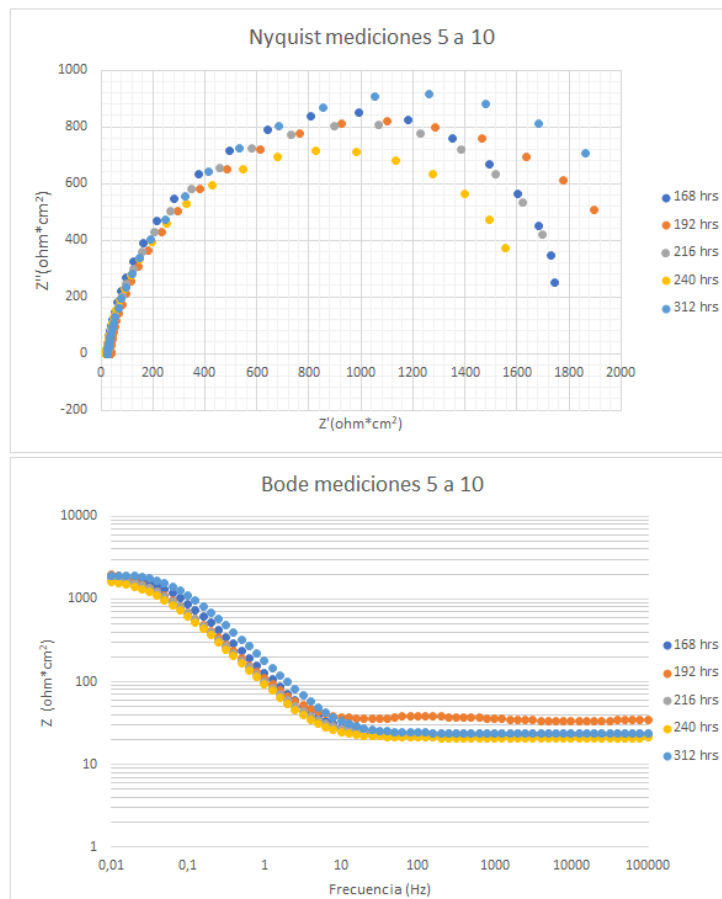 Nyquist mediciones 5 a 10
1000
800
600
400
200
0
-200
0 200 400 600 800 1000 1200 1400 1600 1800 2000
Z''(ohm*cm²)
Z'(ohm*cm²)
168 hrs
192 hrs
216 hrs
240 hrs
312 hrs
Bode mediciones 5 a 10
10000
1000
100
10
1
0,01 0,1 1 10 100 1000 10000 100000
Z (ohm*cm²)
Frecuencia (Hz)
168 hrs
192 hrs
216 hrs
240 hrs
312 hrs